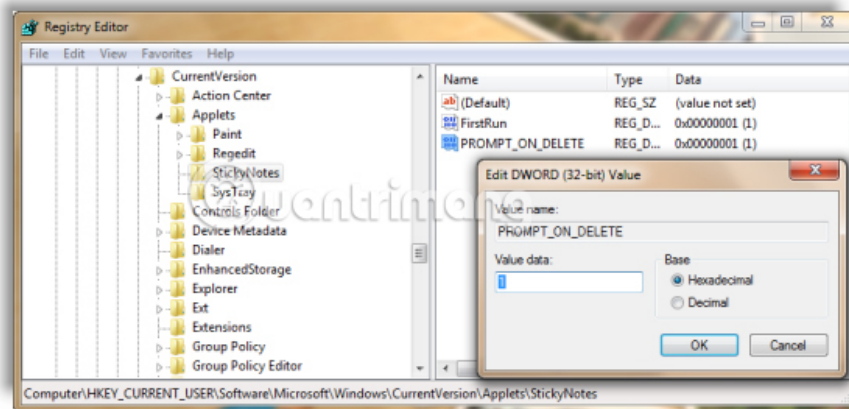 Registry Editor
File Edit View Favorites Help
CurrentVersion
Action Center
Applets
Paint
Regedit
StickyNotes
SysTray
Controls Folder
Device Metadata
Dialer
EnhancedStorage
Explorer
Ext
Extensions
Group Policy
Group Policy Editor
Name Type Data
(Default) REG_SZ (value not set)
FirstRun REG_D... 0x00000001 (1)
PROMPT_ON_DELETE REG_D... 0x00000001 (1)
Edit DWORD (32-bit) Value
Value name:
PROMPT_ON_DELETE
Value data:
1
Base
Hexadecimal
Decimal
OK Cancel
Computer\HKEY_CURRENT_USER\Software\Microsoft\Windows\CurrentVersion\Applets\StickyNotes
Quantrimang